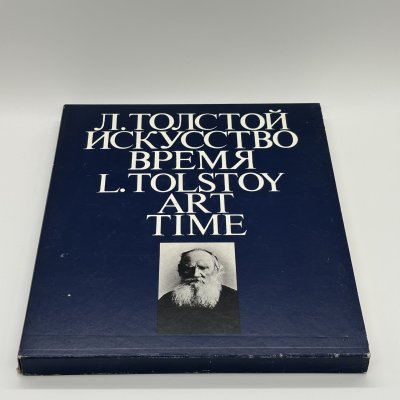 Л.ТОЛСТОЙ
ИСКУССТВО
ВРЕМЯ
L.TOLSTOY
ART
TIME